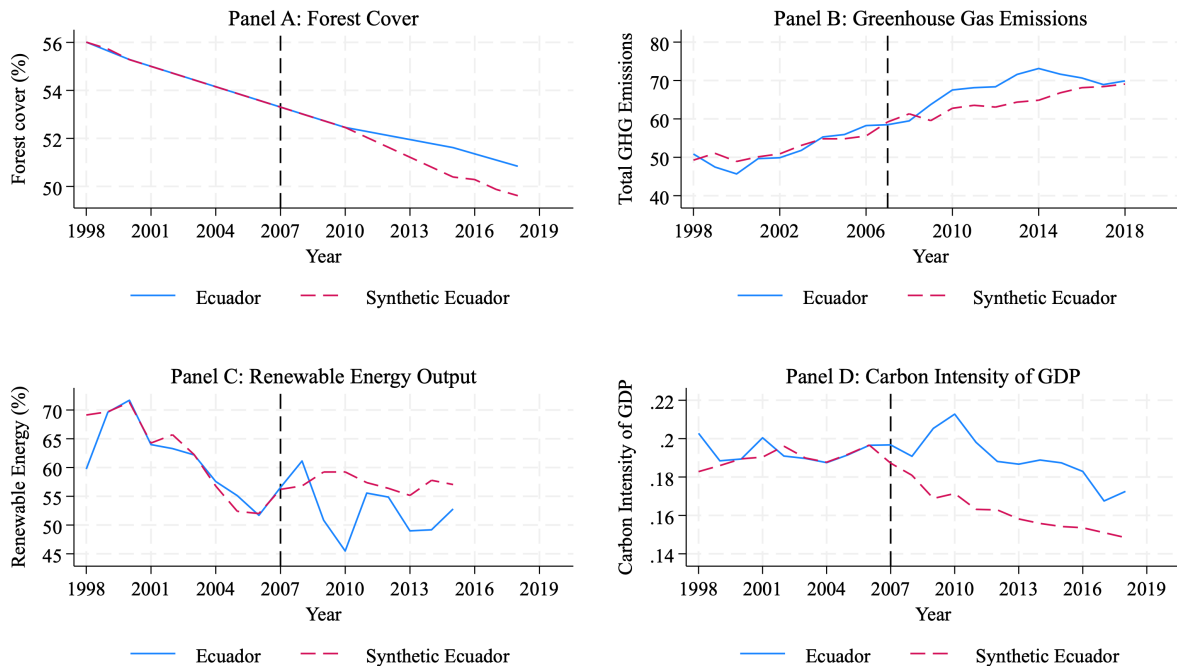 Panel A: Forest Cover
Forest cover (%)
56
54
52
50
1998 2001 2004 2007 2010 2013 2016 2019
Year
Ecuador Synthetic Ecuador
Panel B: Greenhouse Gas Emissions
Total GHG Emissions
80
70
60
50
40
1998 2002 2006 2010 2014 2018
Year
Ecuador Synthetic Ecuador
Panel C: Renewable Energy Output
Renewable Energy (%)
70
65
60
55
50
45
1998 2001 2004 2007 2010 2013 2016 2019
Year
Ecuador Synthetic Ecuador
Panel D: Carbon Intensity of GDP
Carbon Intensity of GDP
.22
.2
.18
.16
.14
1998 2001 2004 2007 2010 2013 2016 2019
Year
Ecuador Synthetic Ecuador